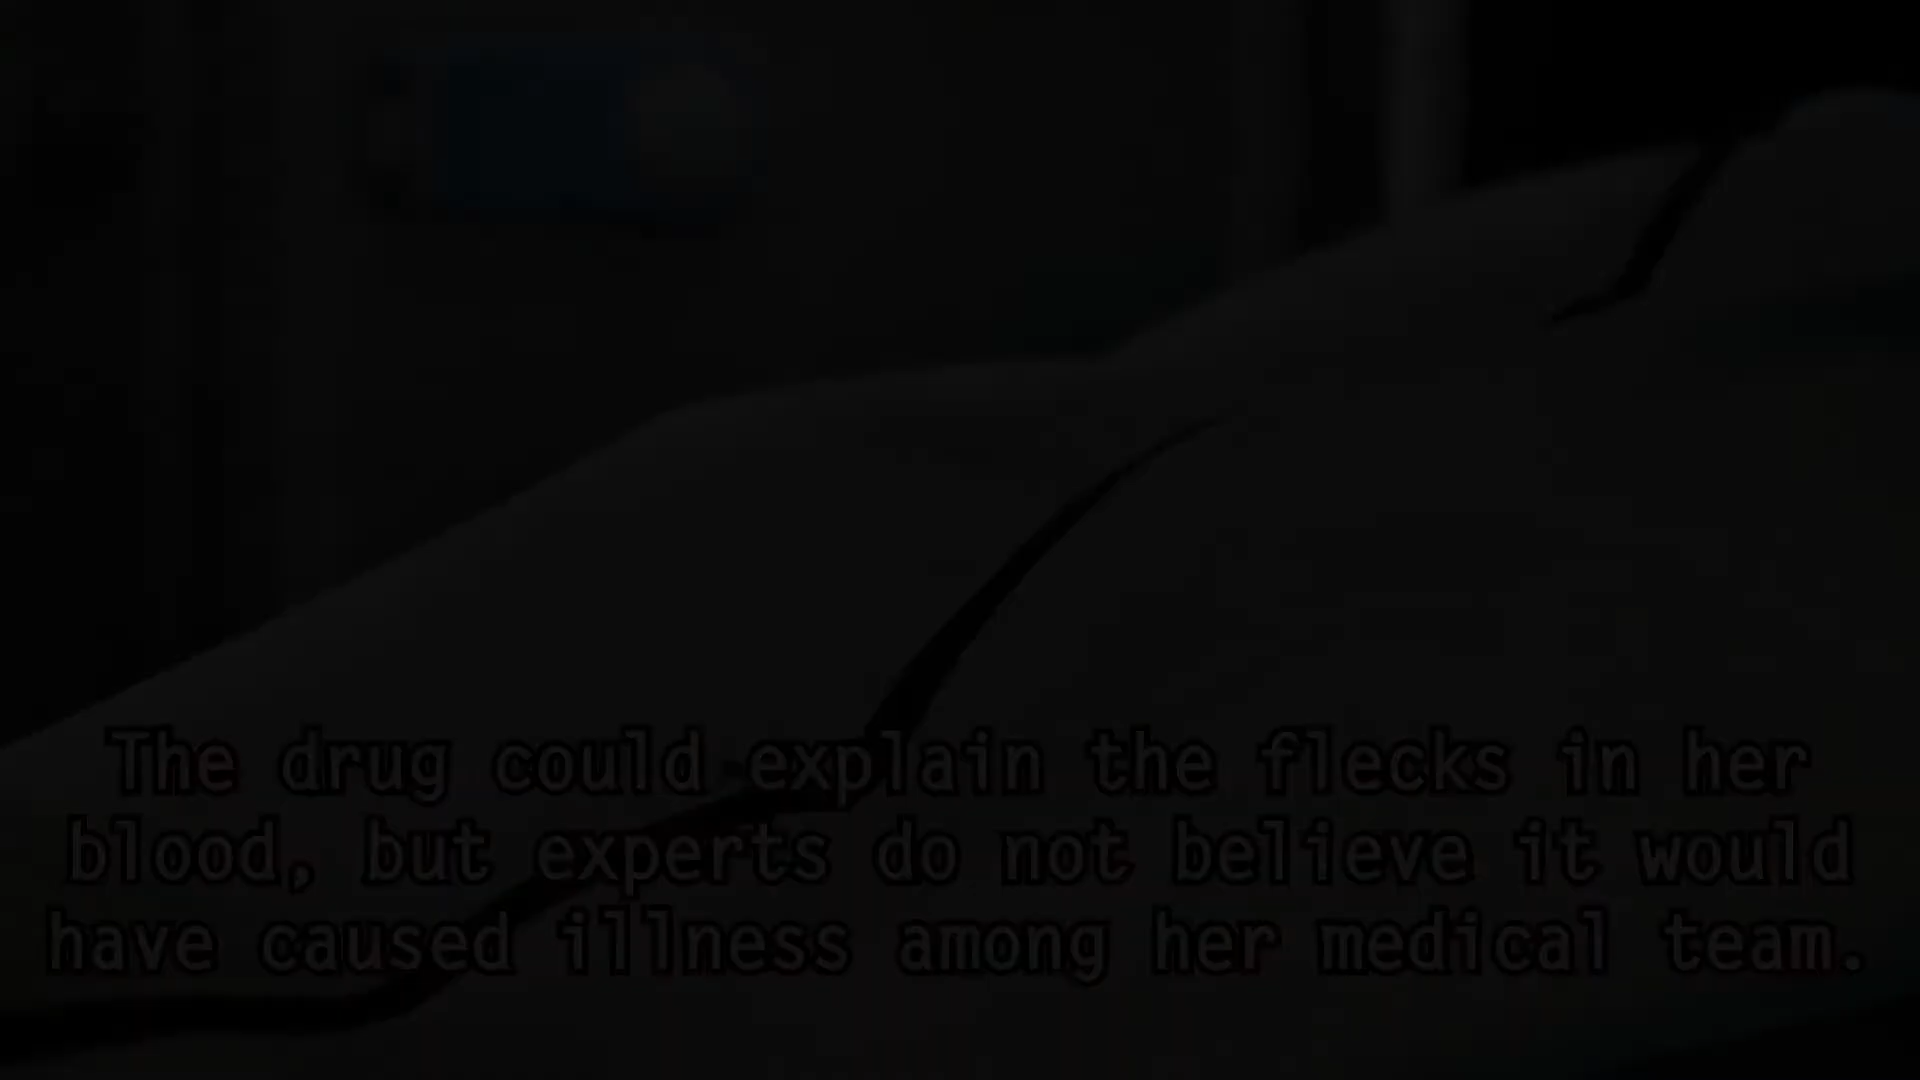 The drug could explain the flecks in her
blood, but experts do not believe it would
have caused illness among her medical team.